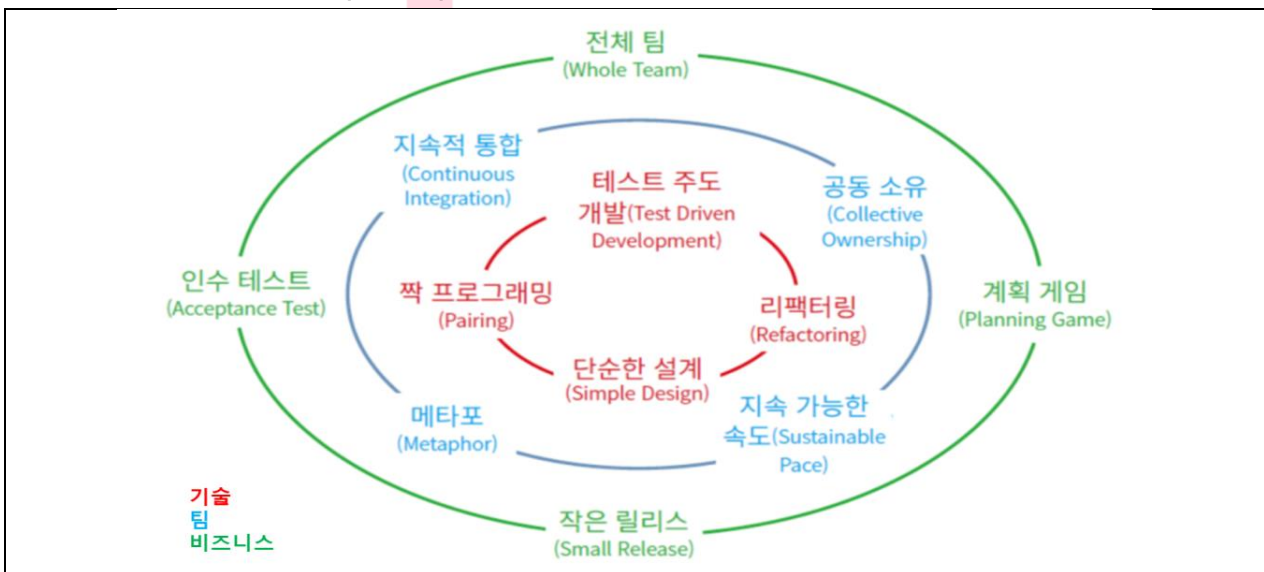 전체 팀
(Whole Team)
지속적 통합
(Continuous
Integration)
테스트 주도
개발(Test Driven
Development)
공동 소유
(Collective
Ownership)
인수 테스트
(Acceptance Test)
짝 프로그래밍
(Pairing)
리팩터링
(Refactoring)
계획 게임
(Planning Game)
단순한 설계
(Simple Design)
메타포
(Metaphor)
지속 가능한
속도(Sustainable
Pace)
기술
팀
비즈니스
작은 릴리스
(Small Release)